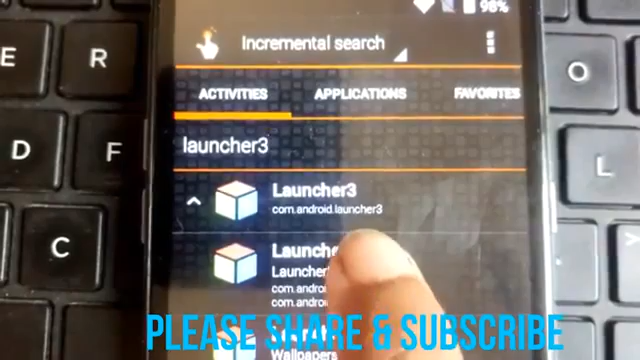 98%
Incremental search
ACTIVITIES APPLICATIONS FAVORITES
launcher3
Launcher3
com.android.launcher3
Wallpapers
PLEASE SHARE & SUBSCRIBE
E
R
O
D
F
L
C